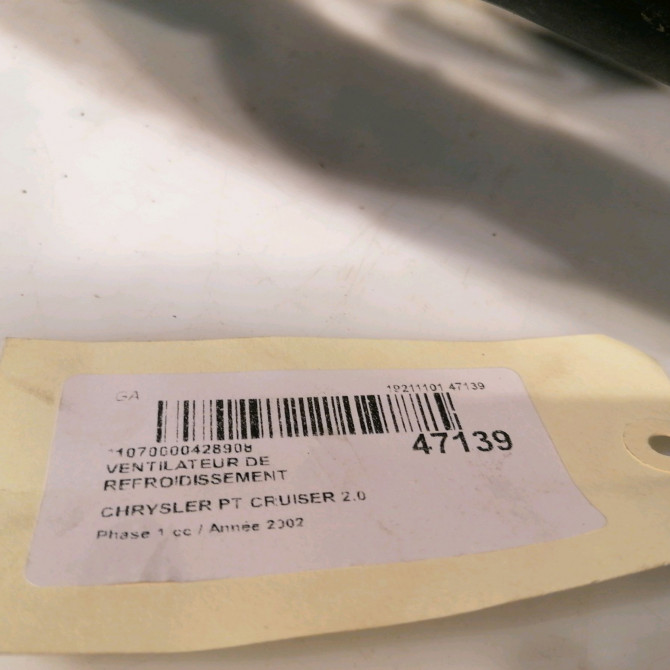 GA 19211101 47139
*1070000428908
47139
VENTILATEUR DE
REFROIDISSEMENT
CHRYSLER PT CRUISER 2.0
Phase 1 cc / Année 2002